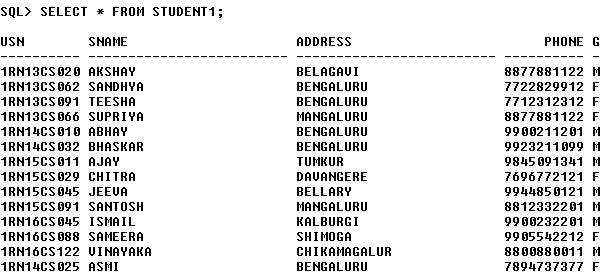 SQL> SELECT * FROM STUDENT1;
USN SNAME ADDRESS PHONE G
---------- ------------------------- ------------------------- ---------- -
1RN13CS020 AKSHAY BELAGAVI 8877881122 M
1RN13CS062 SANDHYA BENGALURU 7722829912 F
1RN13CS091 TEESHA BENGALURU 7712312312 F
1RN13CS066 SUPRIYA MANGALURU 8877881122 F
1RN14CS010 ABHAY BENGALURU 9900211201 M
1RN14CS032 BHASKAR BENGALURU 9923211099 M
1RN15CS011 AJAY TUMKUR 9845091341 M
1RN15CS029 CHITRA DAVANGERE 7696772121 F
1RN15CS045 JEEVA BELLARY 9944850121 M
1RN15CS091 SANTOSH MANGALURU 8812332201 M
1RN16CS045 ISMAIL KALBURGI 9900232201 M
1RN16CS088 SAMEERA SHIMOGA 9905542212 F
1RN16CS122 VINAYAKA CHIKAMAGALUR 8800880011 M
1RN14CS025 ASMI BENGALURU 7894737377 F